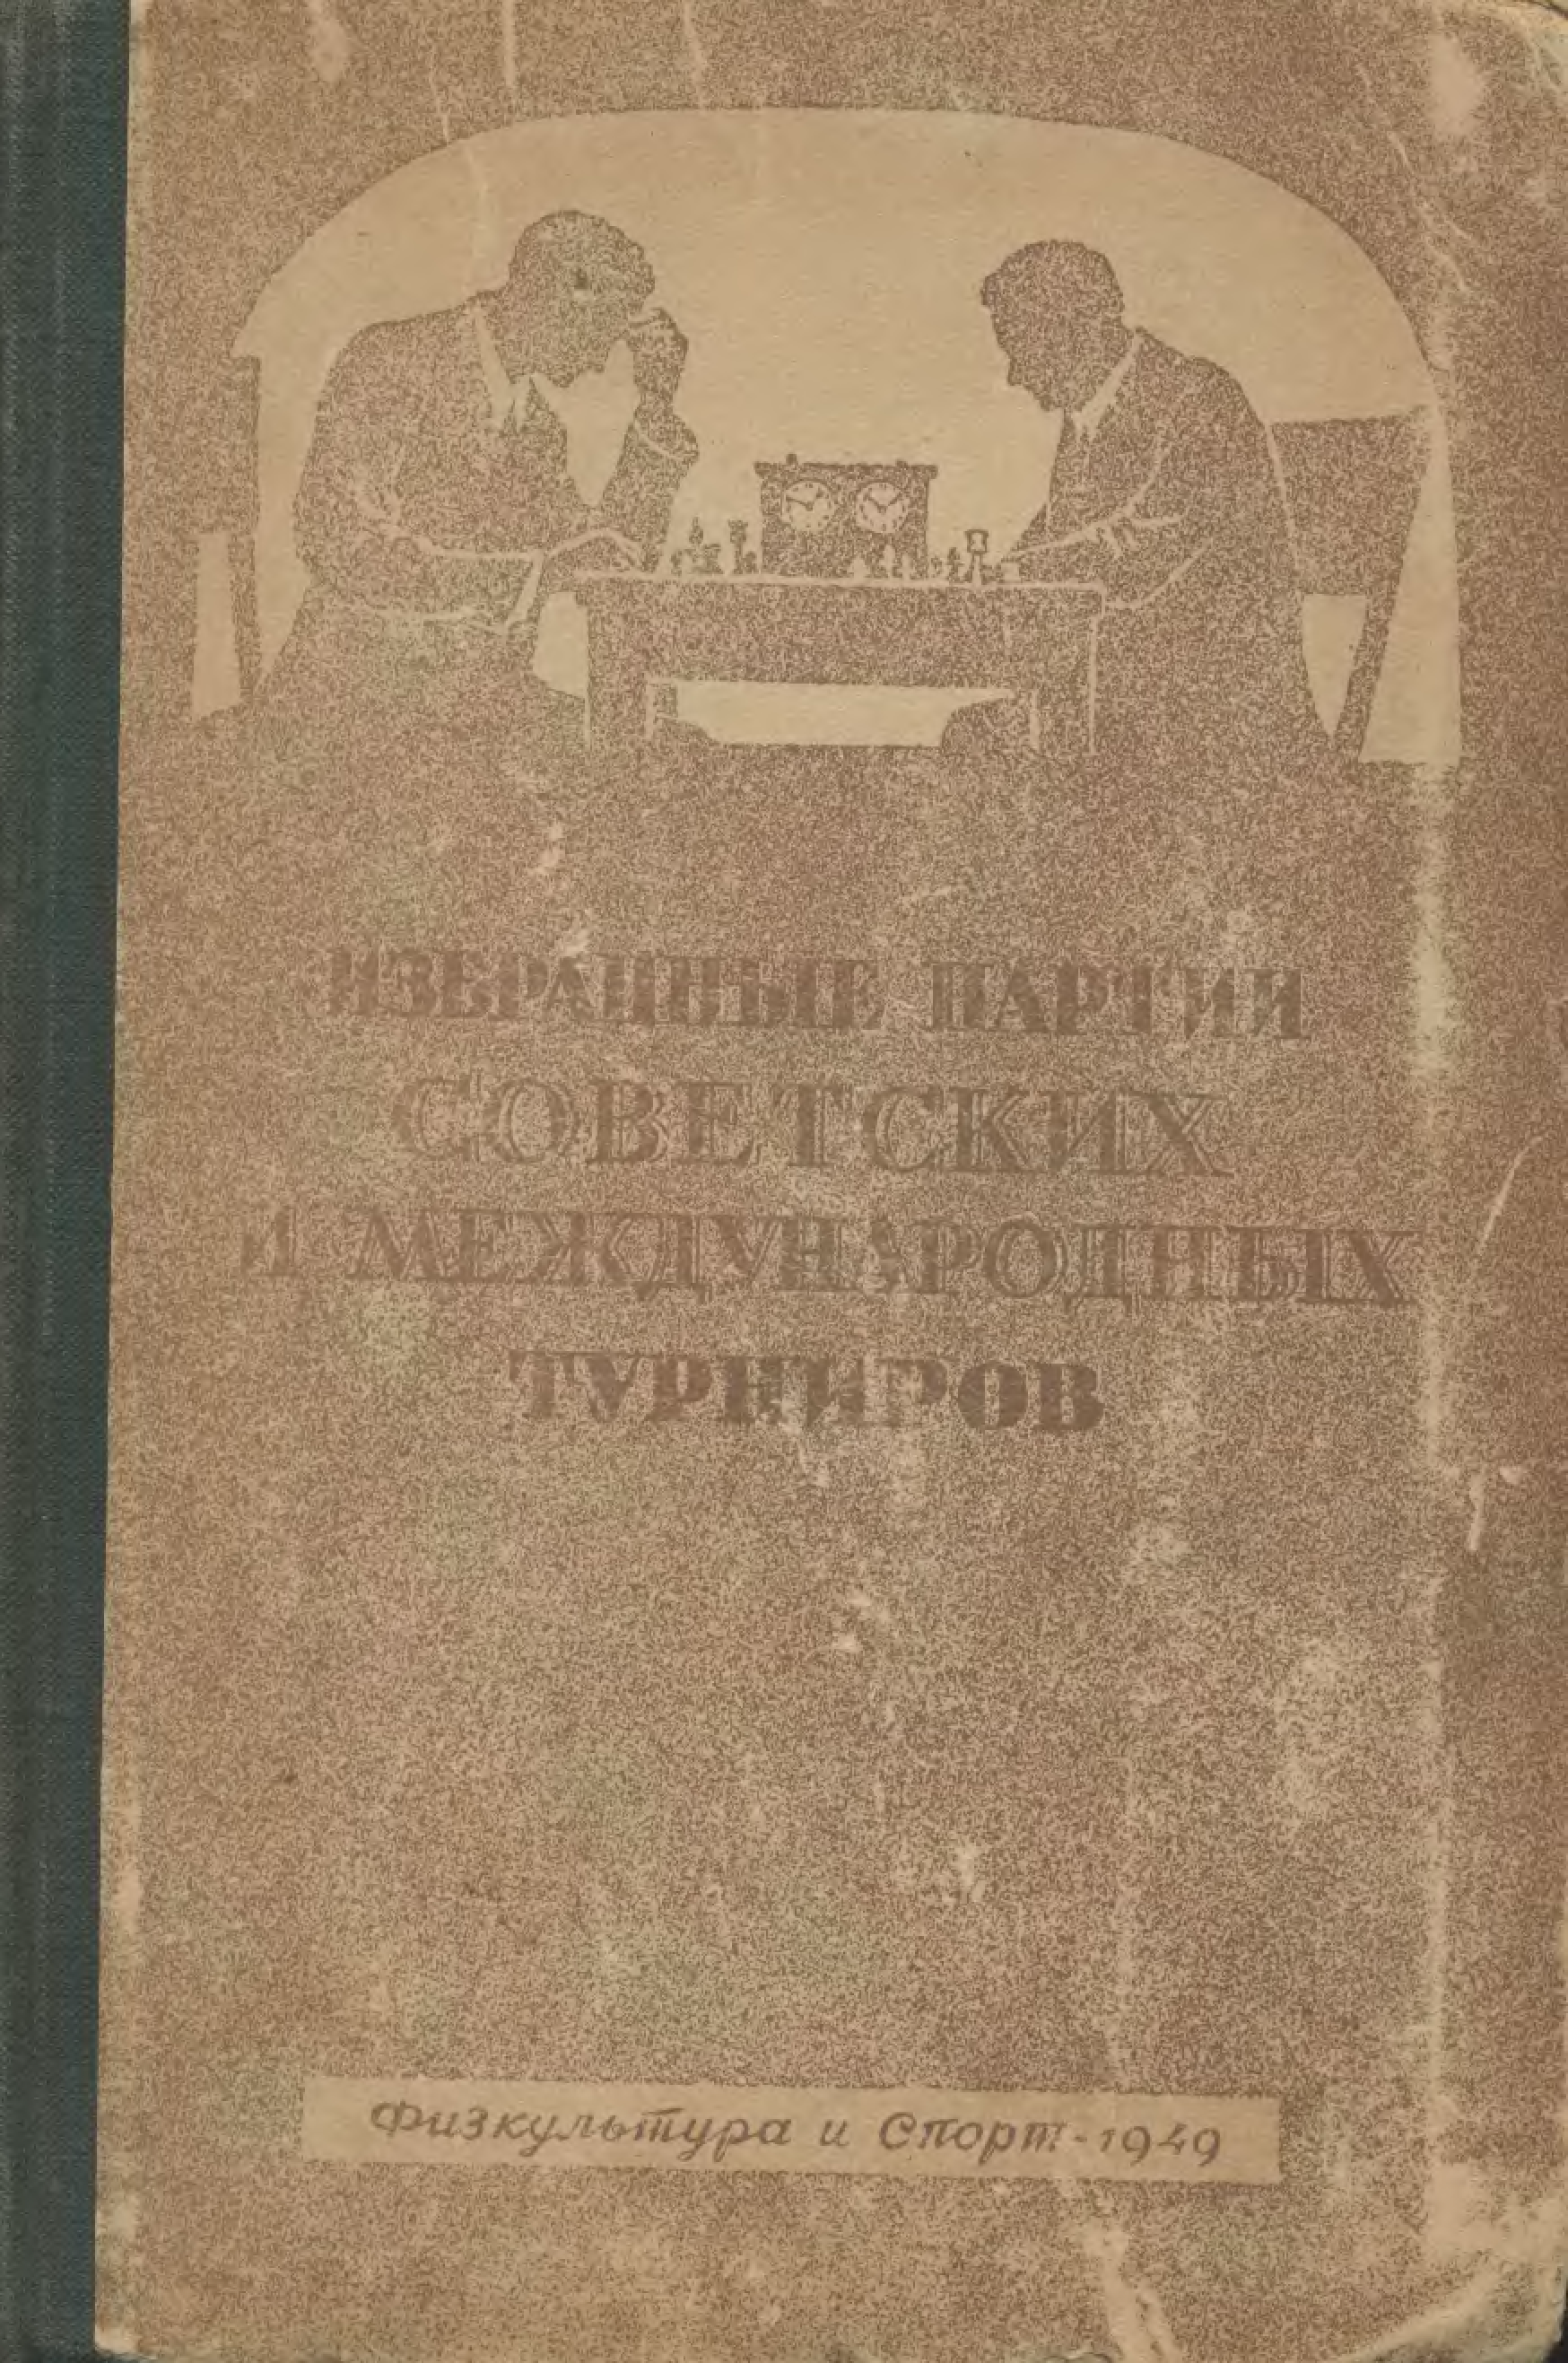 ИЗБРАННЫЕ ПАРТИИ
СОВЕТСКИХ
И МЕЖДУНАРОДНЫХ
ТУРНИРОВ
Физкультура и Спорт-1949